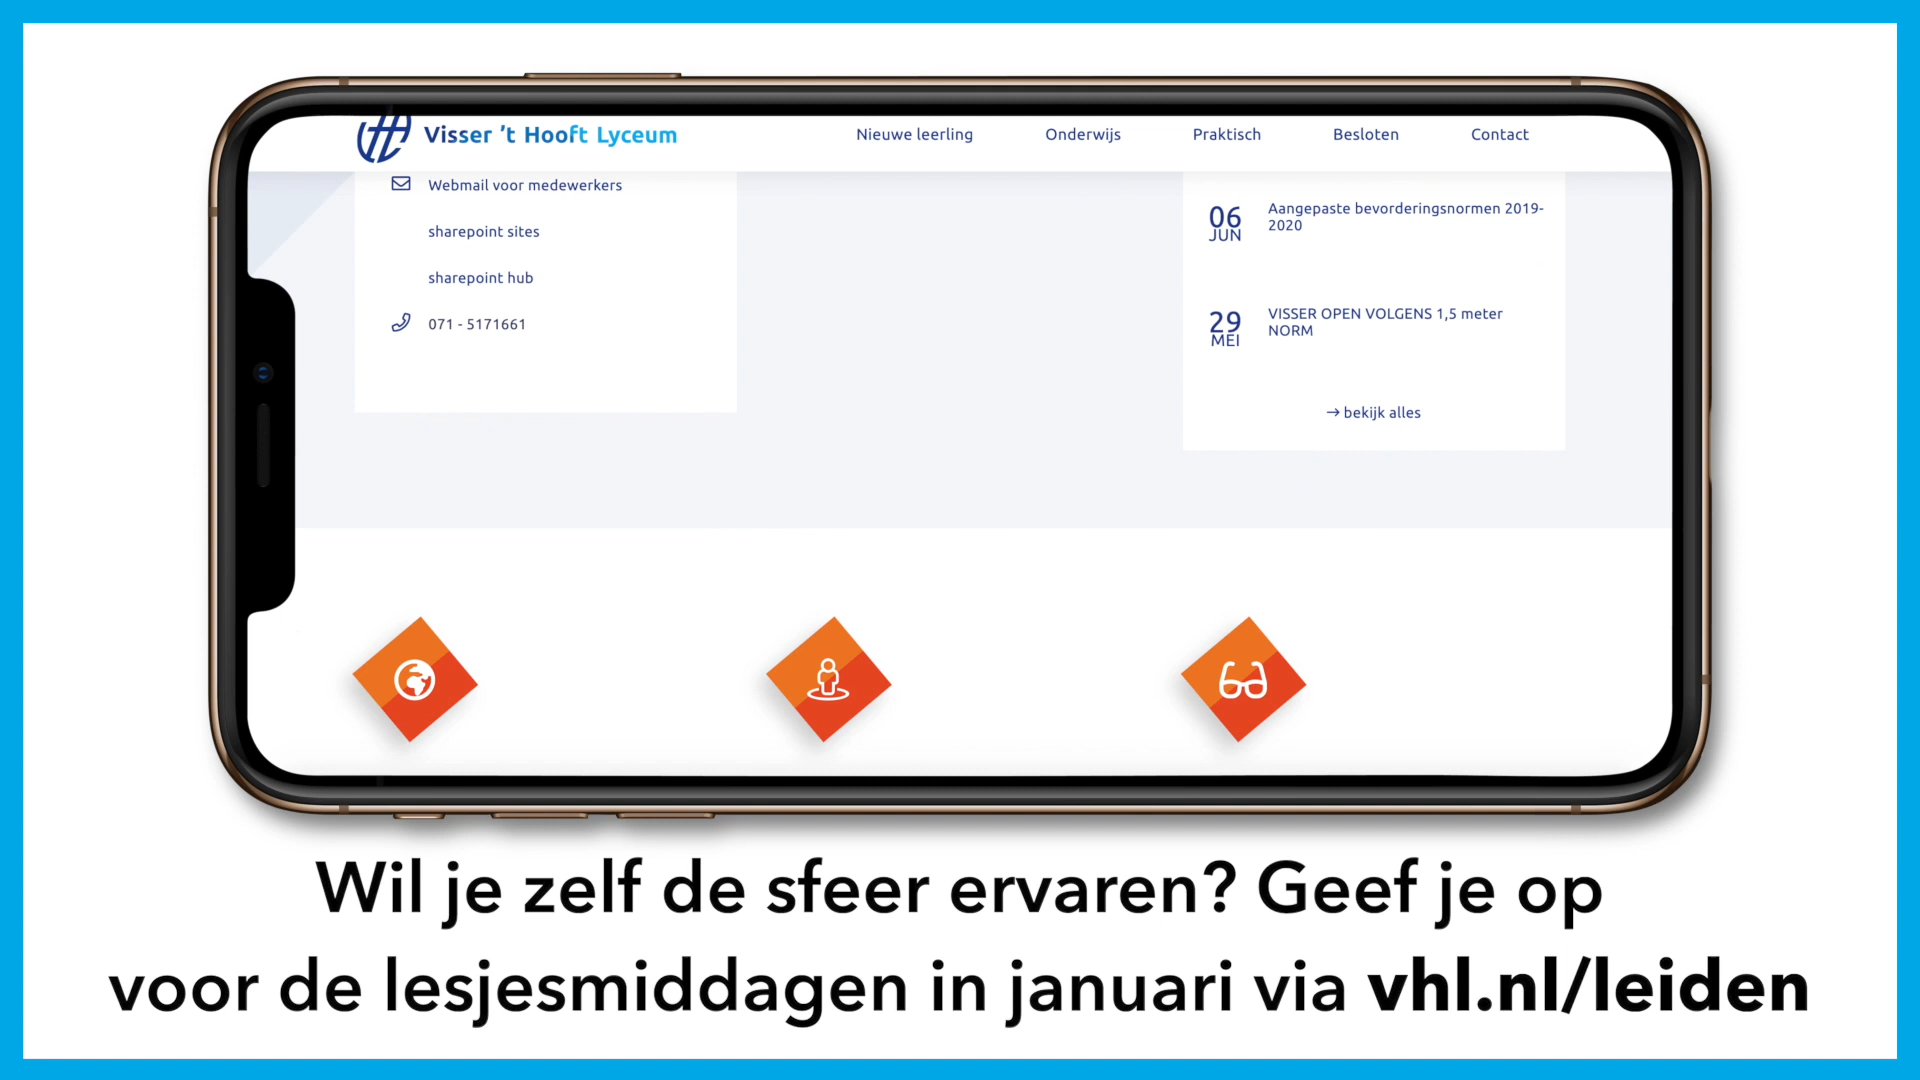 Visser 't Hooft Lyceum
Nieuwe leerling
Onderwijs
Praktisch
Besloten
Contact
Webmail voor medewerkers
sharepoint sites
sharepoint hub
071 - 5171661
06
JUN
Aangepaste bevorderingsnormen 2019-
2020
29
MEI
VISSER OPEN VOLGENS 1,5 meter
NORM
→ bekijk alles
Wil je zelf de sfeer ervaren? Geef je op
voor de lesjesmiddagen in januari via vhl.nl/leiden